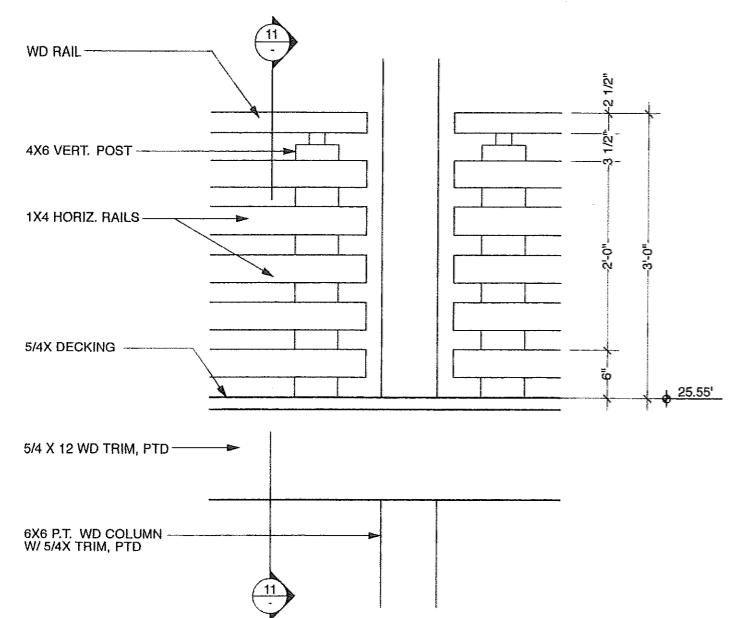 11
-
WD RAIL
2 1/2"
4X6 VERT. POST
3 1/2"
1X4 HORIZ. RAILS
2'-0"
3'-0"
5/4X DECKING
6"
25.55'
5/4 X 12 WD TRIM, PTD
6X6 P.T. WD COLUMN
W/ 5/4X TRIM, PTD
11
-